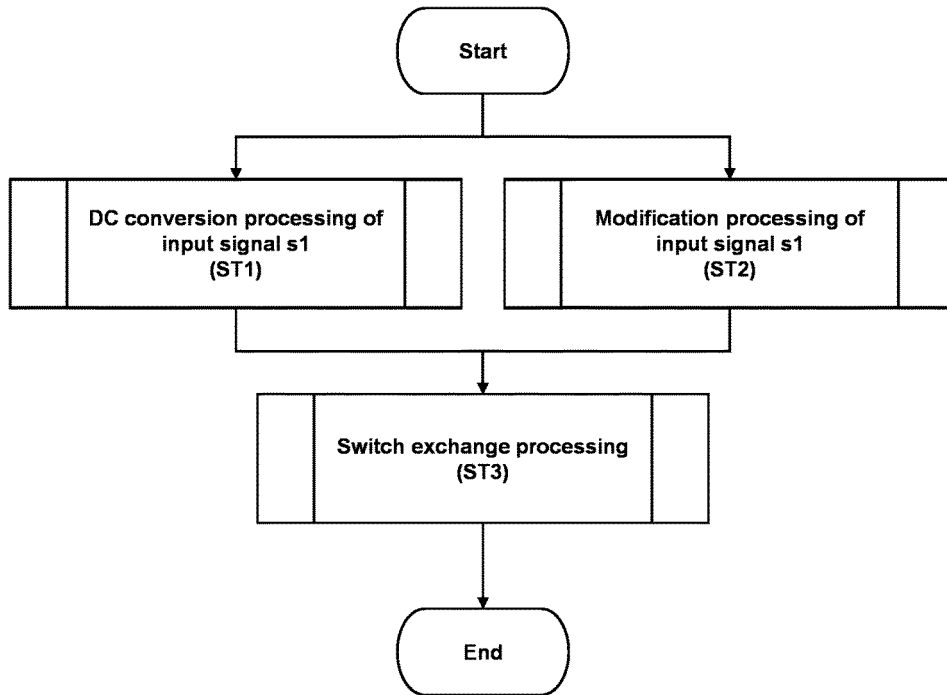 Start
DC conversion processing of
input signal s1
(ST1)
Modification processing of
input signal s1
(ST2)
Switch exchange processing
(ST3)
End